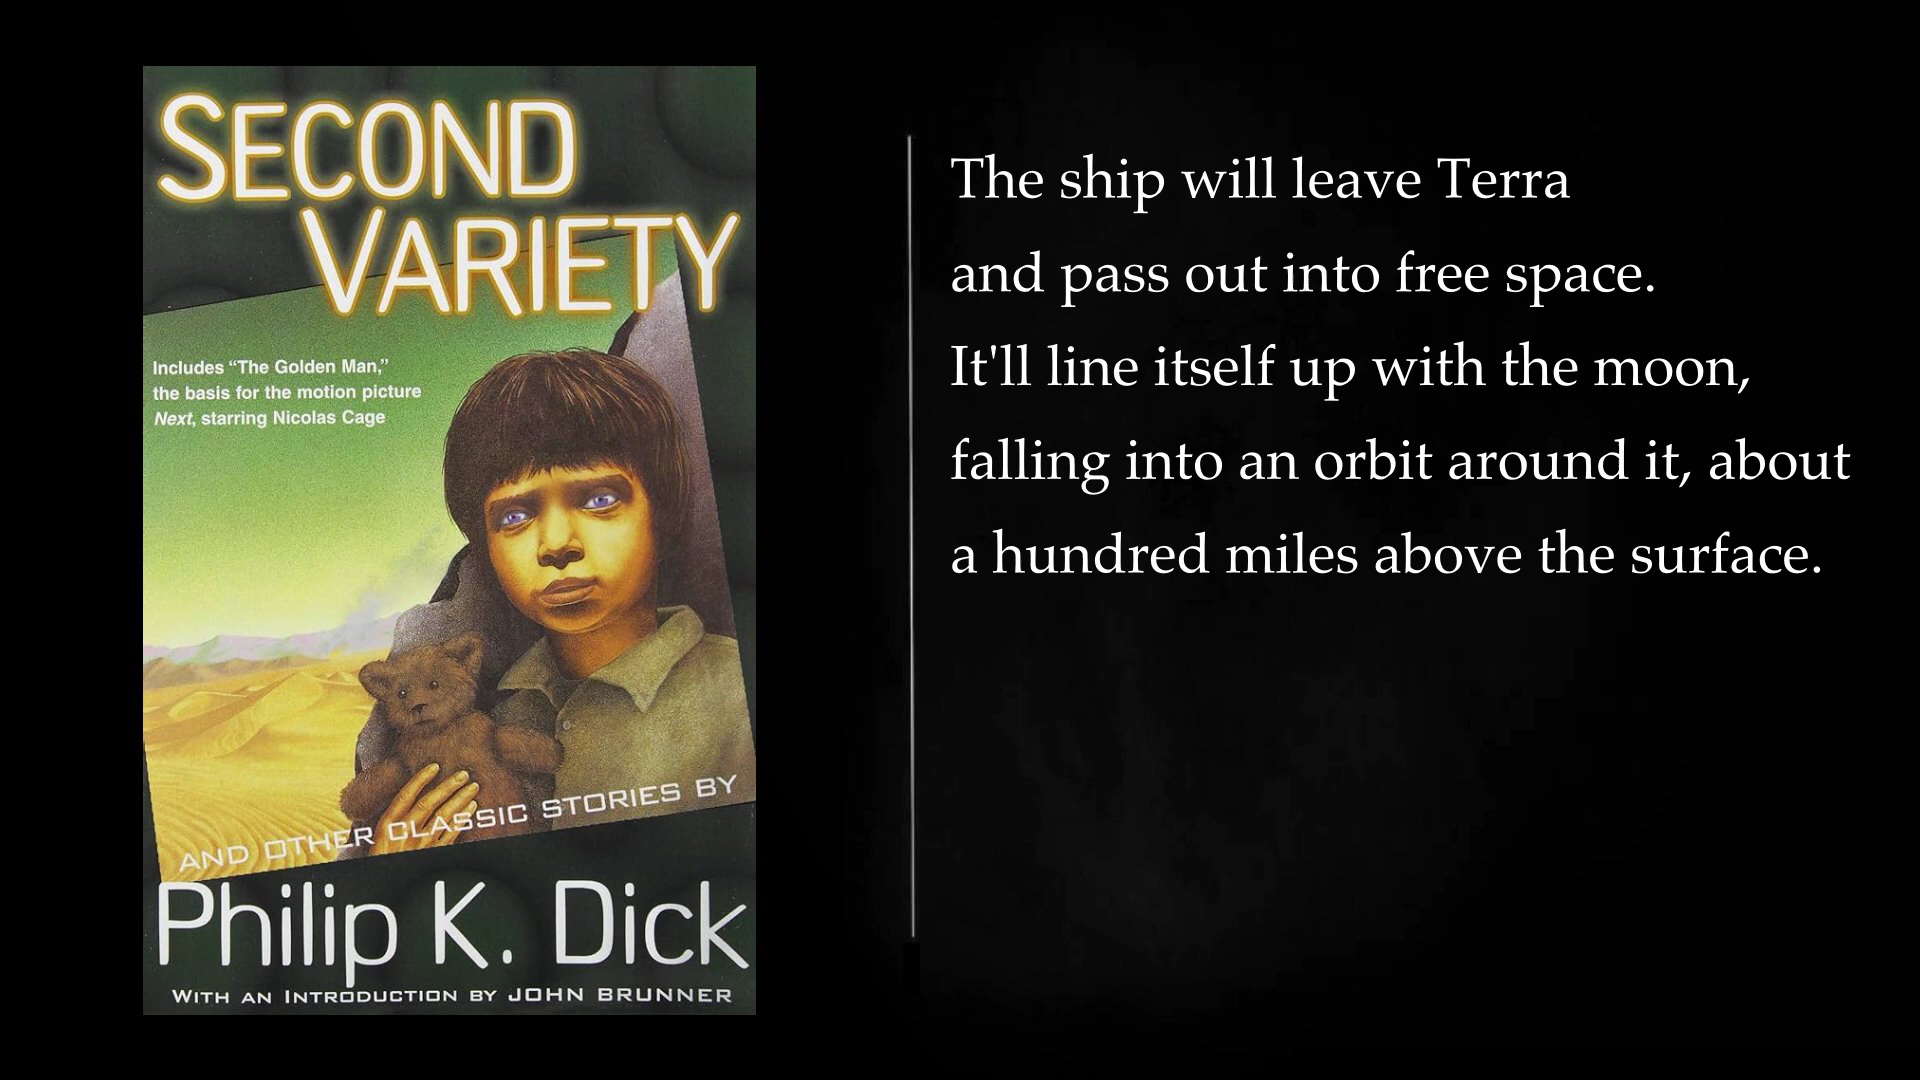 SECOND
VARIETY
Includes “The Golden Man,”
the basis for the motion picture
Next, starring Nicolas Cage
AND OTHER CLASSIC STORIES BY
Philip K. Dick
WITH AN INTRODUCTION BY JOHN BRUNNER
The ship will leave Terra
and pass out into free space.
It'll line itself up with the moon,
falling into an orbit around it, about
a hundred miles above the surface.